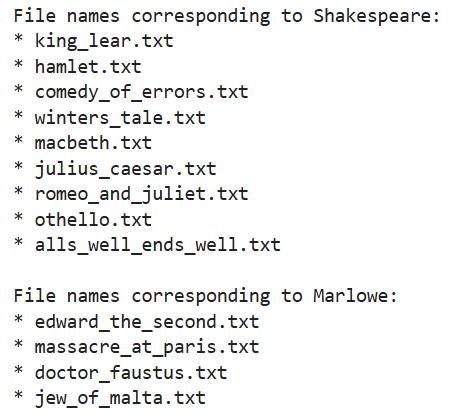 File names corresponding to Shakespeare:
* king_lear.txt
* hamlet.txt
* comedy_of_errors.txt
* winters_tale.txt
* macbeth.txt
* julius_caesar.txt
* romeo_and_juliet.txt
* othello.txt
* alls_well_ends_well.txt

File names corresponding to Marlowe:
* edward_the_second.txt
* massacre_at_paris.txt
* doctor_faustus.txt
* jew_of_malta.txt